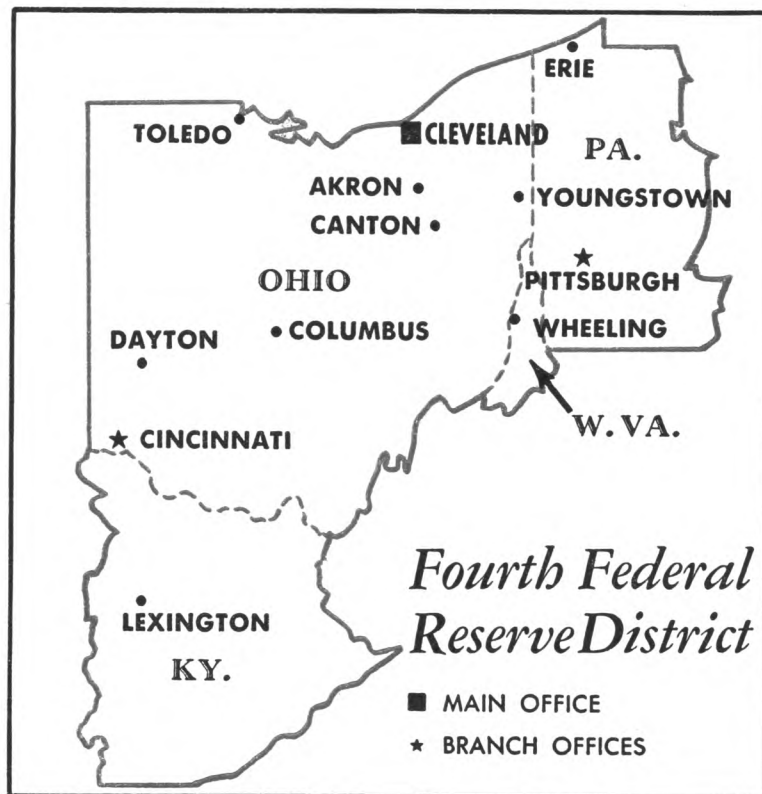 ERIE
TOLEDO
CLEVELAND
PA.
AKRON
YOUNGSTOWN
CANTON
OHIO
PITTSBURGH
DAYTON
COLUMBUS
WHEELING
W. VA.
CINCINNATI
Fourth Federal
Reserve District
LEXINGTON
KY.
MAIN OFFICE
BRANCH OFFICES